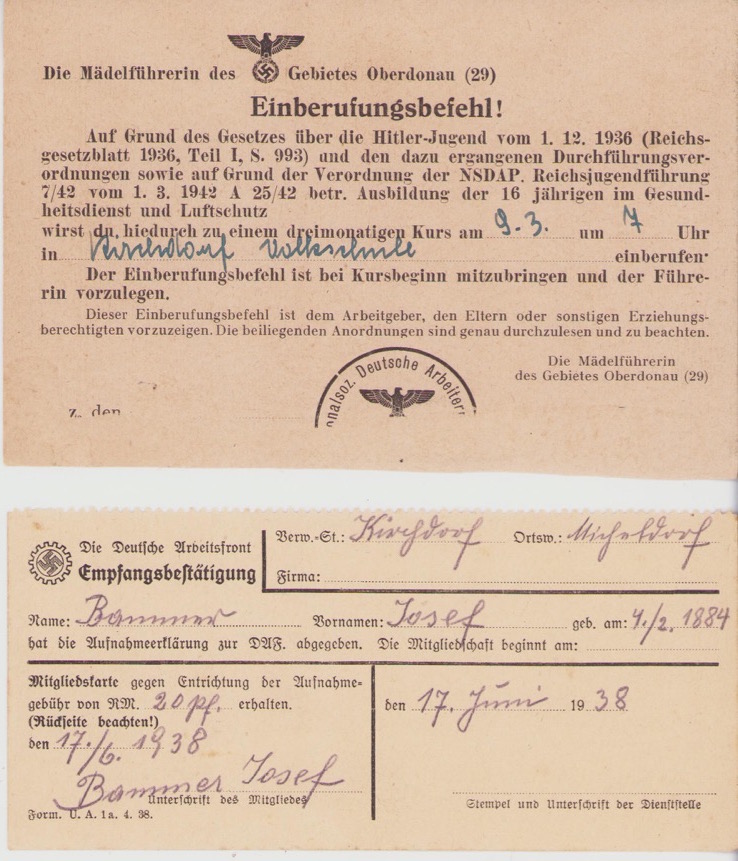 Die Mädelführerin des Gebietes Oberdonau (29)
Einberufungsbefehl!
Auf Grund des Gesetzes über die Hitler-Jugend vom 1. 12. 1936 (Reichs-
gesetzblatt 1936, Teil I, S. 993) und den dazu ergangenen Durchführungsver-
ordnungen sowie auf Grund der Verordnung der NSDAP. Reichsjugendführung
7/42 vom 1. 3. 1942 A 25/42 betr. Ausbildung der 16 jährigen im Gesund-
heitsdienst und Luftschutz
wirst du, hiedurch zu einem dreimonatigen Kurs am 9.3. um 7 Uhr
in Kirchdorf Volkschule einberufen.
Der Einberufungsbefehl ist bei Kursbeginn mitzubringen und der Führe-
rin vorzulegen.
Dieser Einberufungsbefehl ist dem Arbeitgeber, den Eltern oder sonstigen Erziehungs-
berechtigten vorzuzeigen. Die beiliegenden Anordnungen sind genau durchzulesen und zu beachten.
Die Mädelführerin
des Gebietes Oberdonau (29)
z. den
onalsoz. Deutsche Arbeiter
Die Deutsche Arbeitsfront
Empfangsbestätigung
Verw.-St.: Kirchdorf Ortsw.: Micheldorf
Firma:
Name: Bammer Vornamen: Josef geb. am: 4./2. 1884
hat die Aufnahmeerklärung zur DAF. abgegeben. Die Mitgliedschaft beginnt am:
Mitgliedskarte gegen Entrichtung der Aufnahme-
gebühr von RM. 20 pf. erhalten.
(Rückseite beachten!)
den 17./6. 1938
Bammer Josef
Unterschrift des Mitgliedes
Form. U. A. 1a. 4. 38.
den 17. Juni 1938
Stempel und Unterschrift der Dienststelle